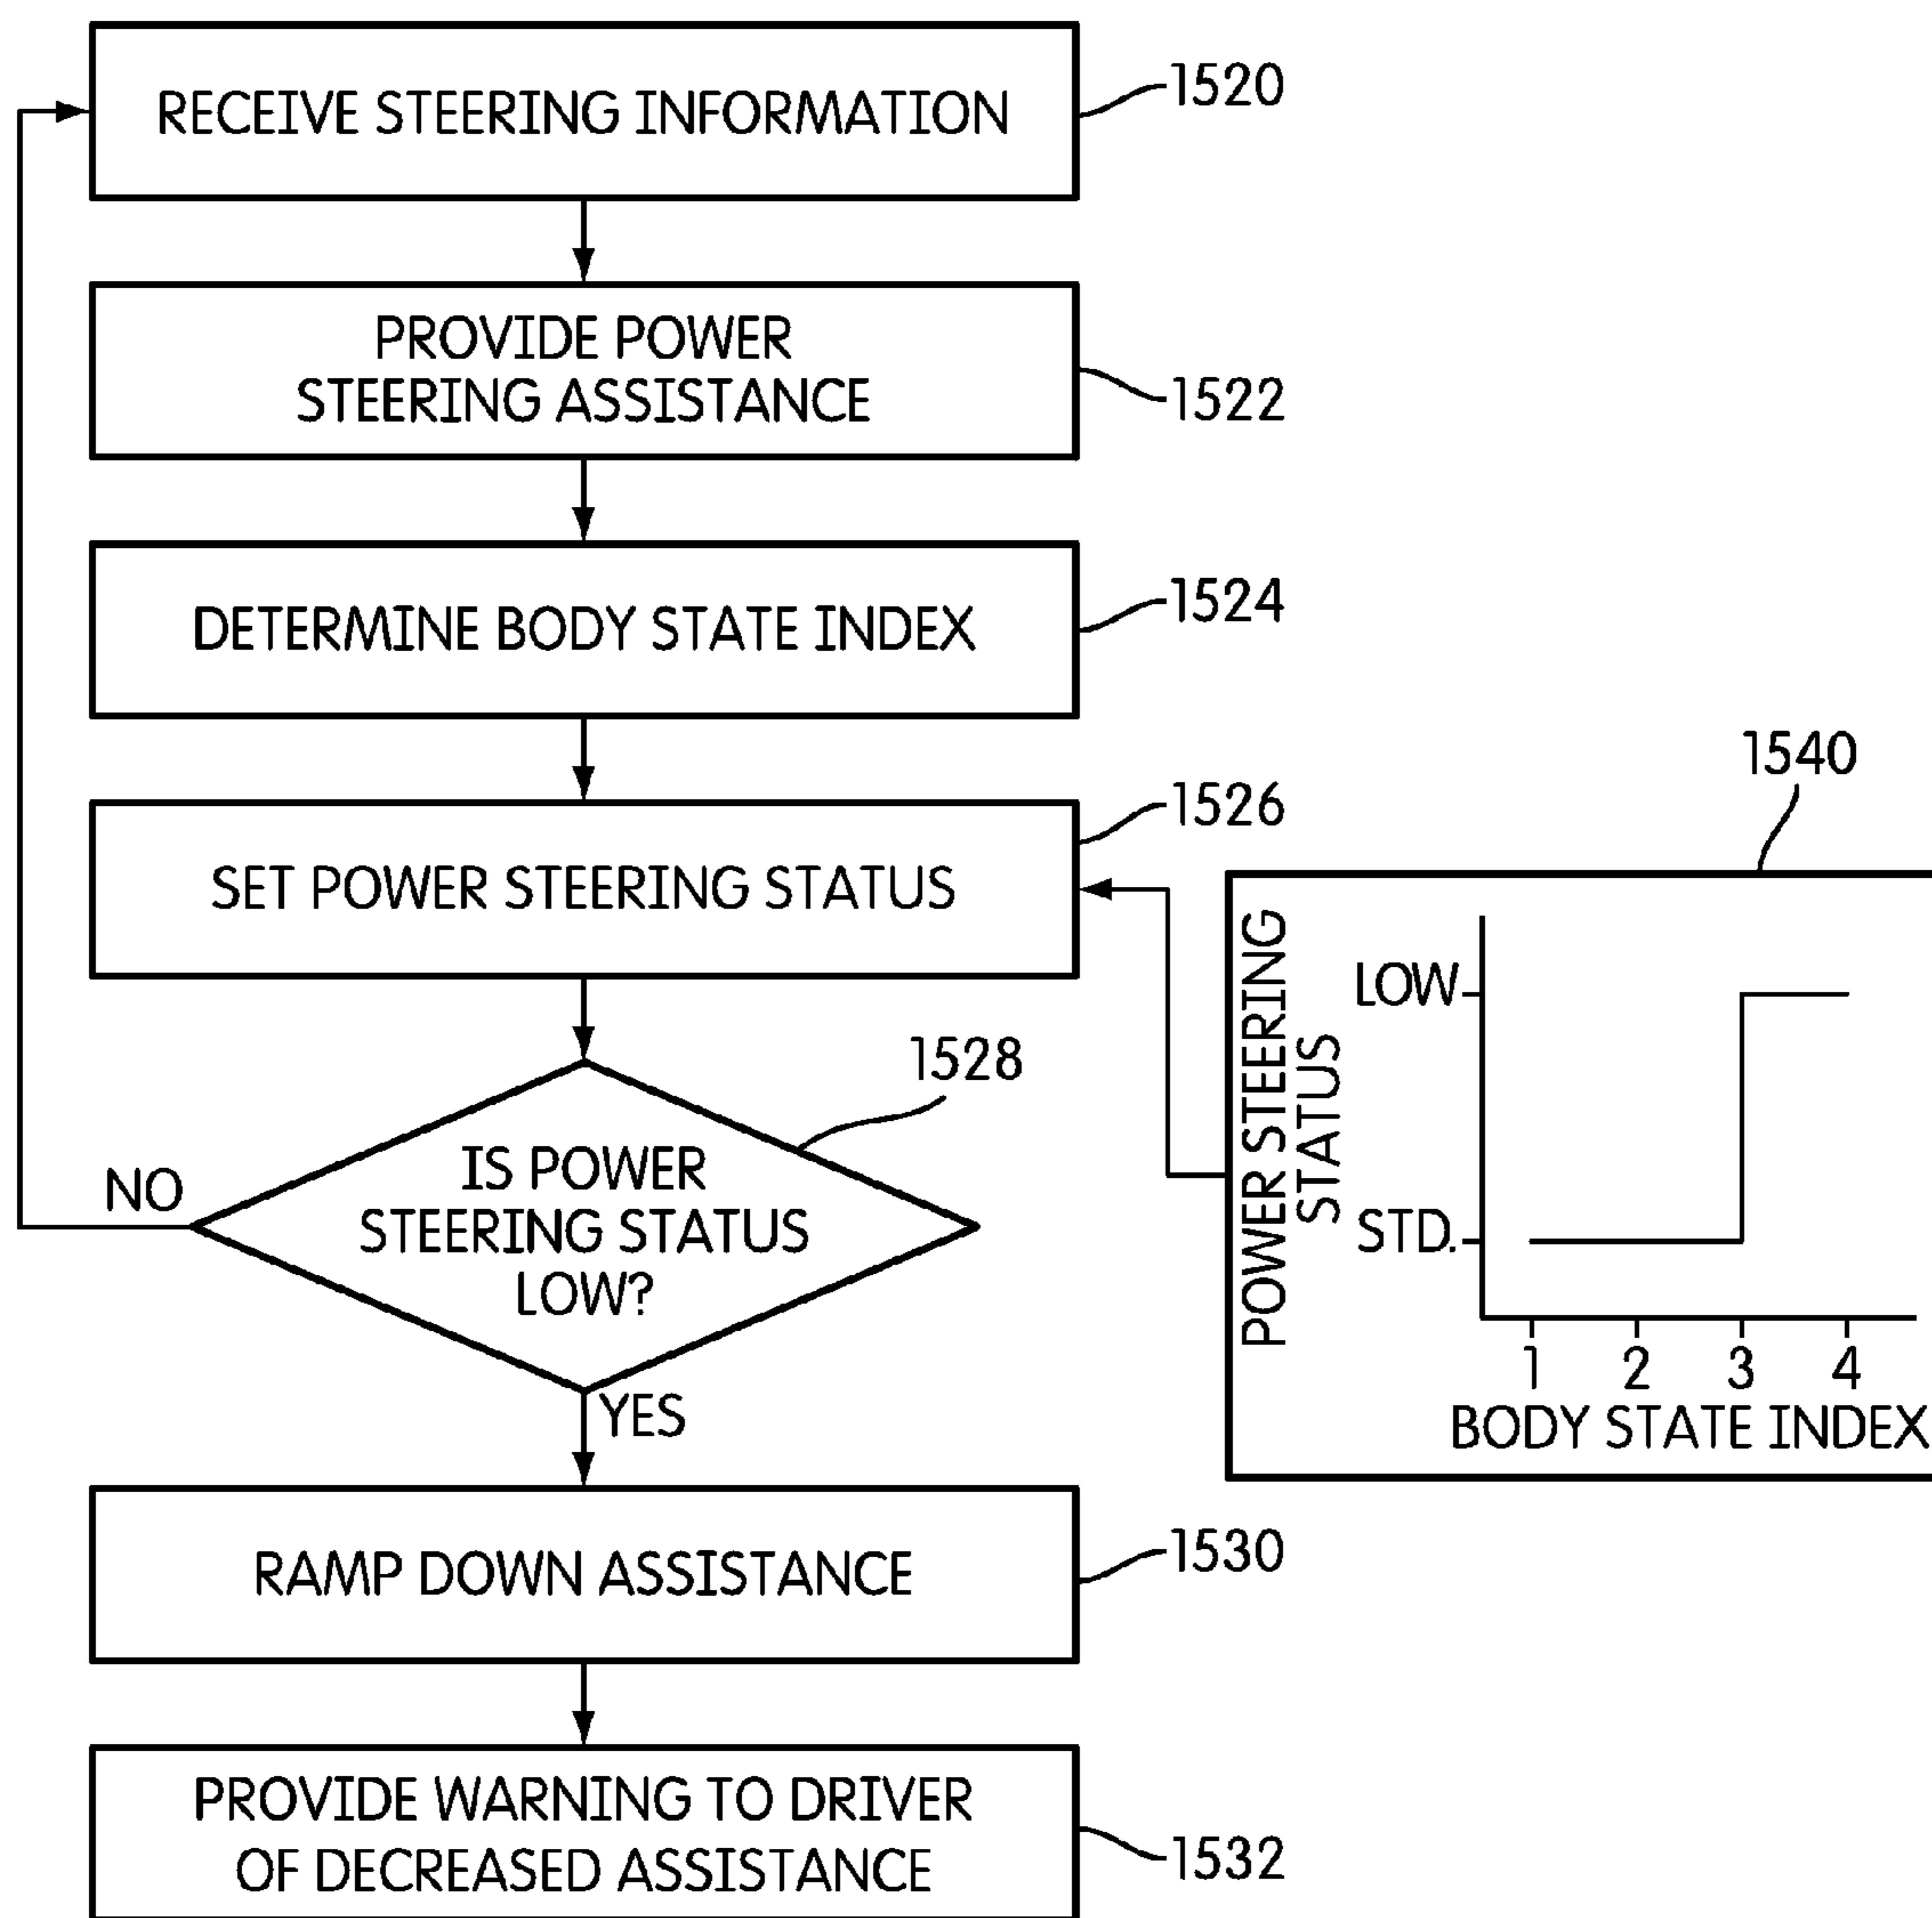 RECEIVE STEERING INFORMATION
1520
PROVIDE POWER
STEERING ASSISTANCE
1522
DETERMINE BODY STATE INDEX
1524
SET POWER STEERING STATUS
1526
IS POWER
STEERING STATUS
LOW?
1528
NO
YES
RAMP DOWN ASSISTANCE
1530
PROVIDE WARNING TO DRIVER
OF DECREASED ASSISTANCE
1532
1540
POWER STEERING
STATUS
LOW
STD.
1 2 3 4
BODY STATE INDEX